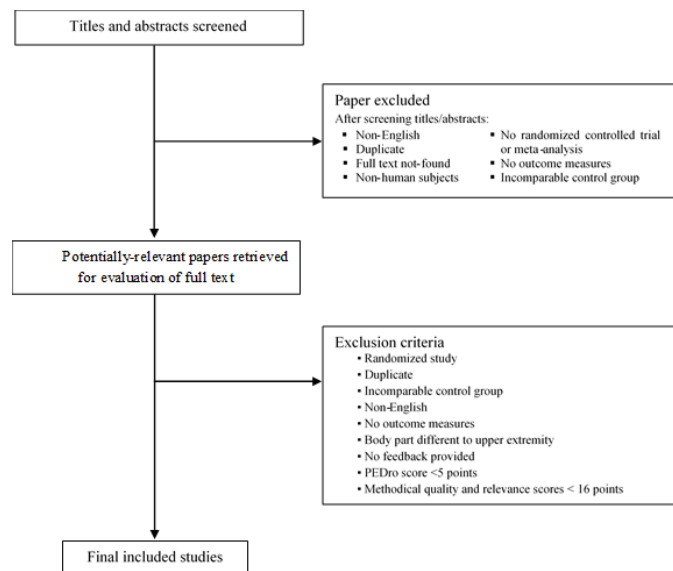 Titles and abstracts screened
Paper excluded
After screening titles/abstracts:
▪ Non-English
▪ Duplicate
▪ Full text not-found
▪ Non-human subjects
▪ No randomized controlled trial
or meta-analysis
▪ No outcome measures
▪ Incomparable control group
Potentially-relevant papers retrieved
for evaluation of full text
Exclusion criteria
• Randomized study
• Duplicate
• Incomparable control group
• Non-English
• No outcome measures
• Body part different to upper extremity
• No feedback provided
• PEDro score <5 points
• Methodical quality and relevance scores < 16 points
Final included studies